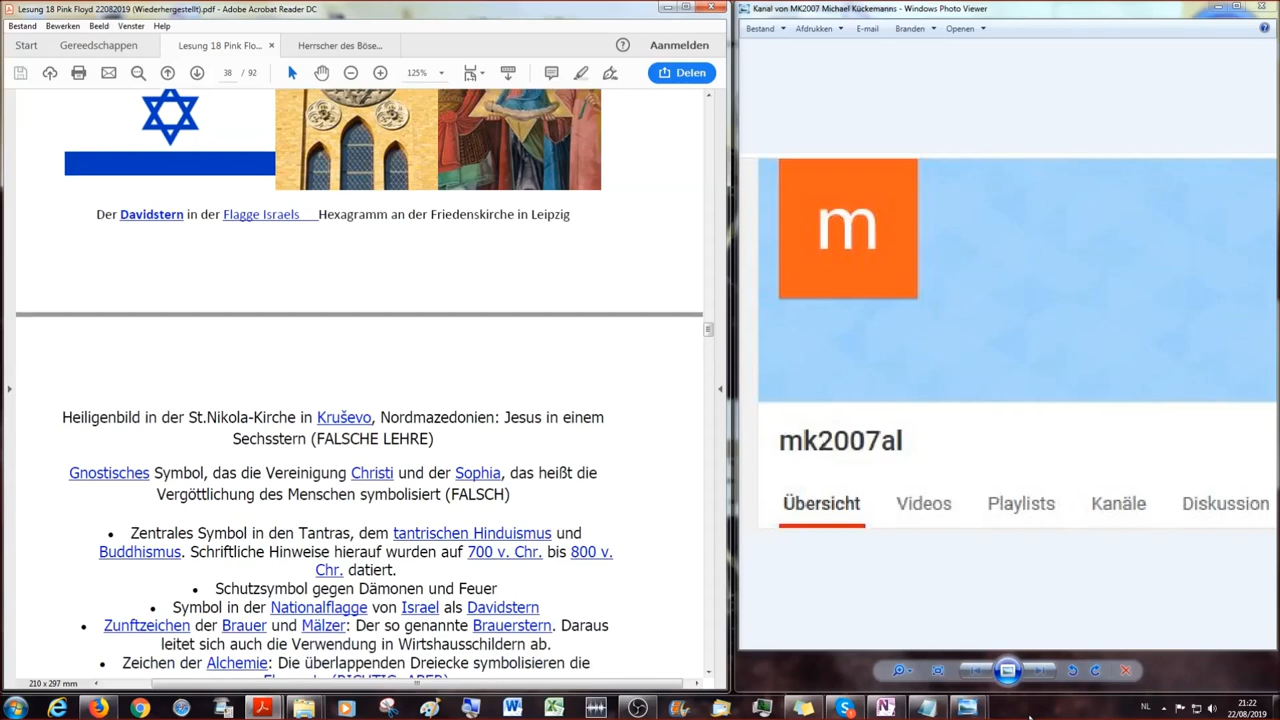 Lesung 18 Pink Floyd 22082019 (Wiederhergestellt).pdf - Adobe Acrobat Reader DC
Bestand Bewerken Beeld Venster Help
Start Gereedschappen Lesung 18 Pink Flo... × Herrscher des Böse... Aanmelden
38 / 92 125% Delen
Der Davidstern in der Flagge Israels Hexagramm an der Friedenskirche in Leipzig
Heiligenbild in der St.Nikola-Kirche in Kruševo, Nordmazedonien: Jesus in einem
Sechsstern (FALSCHE LEHRE)
Gnostisches Symbol, das die Vereinigung Christi und der Sophia, das heißt die
Vergöttlichung des Menschen symbolisiert (FALSCH)
• Zentrales Symbol in den Tantras, dem tantrischen Hinduismus und
Buddhismus. Schriftliche Hinweise hierauf wurden auf 700 v. Chr. bis 800 v.
Chr. datiert.
• Schutzsymbol gegen Dämonen und Feuer
• Symbol in der Nationalflagge von Israel als Davidstern
• Zunftzeichen der Brauer und Mälzer: Der so genannte Brauerstern. Daraus
leitet sich auch die Verwendung in Wirtshausschildern ab.
• Zeichen der Alchemie: Die überlappenden Dreiecke symbolisieren die
210 x 297 mm
Kanal von MK2007 Michael Kückemanns - Windows Photo Viewer
Bestand Afdrukken E-mail Branden Openen
m
mk2007al
Übersicht Videos Playlists Kanäle Diskussion
NL 21:22
22/08/2019